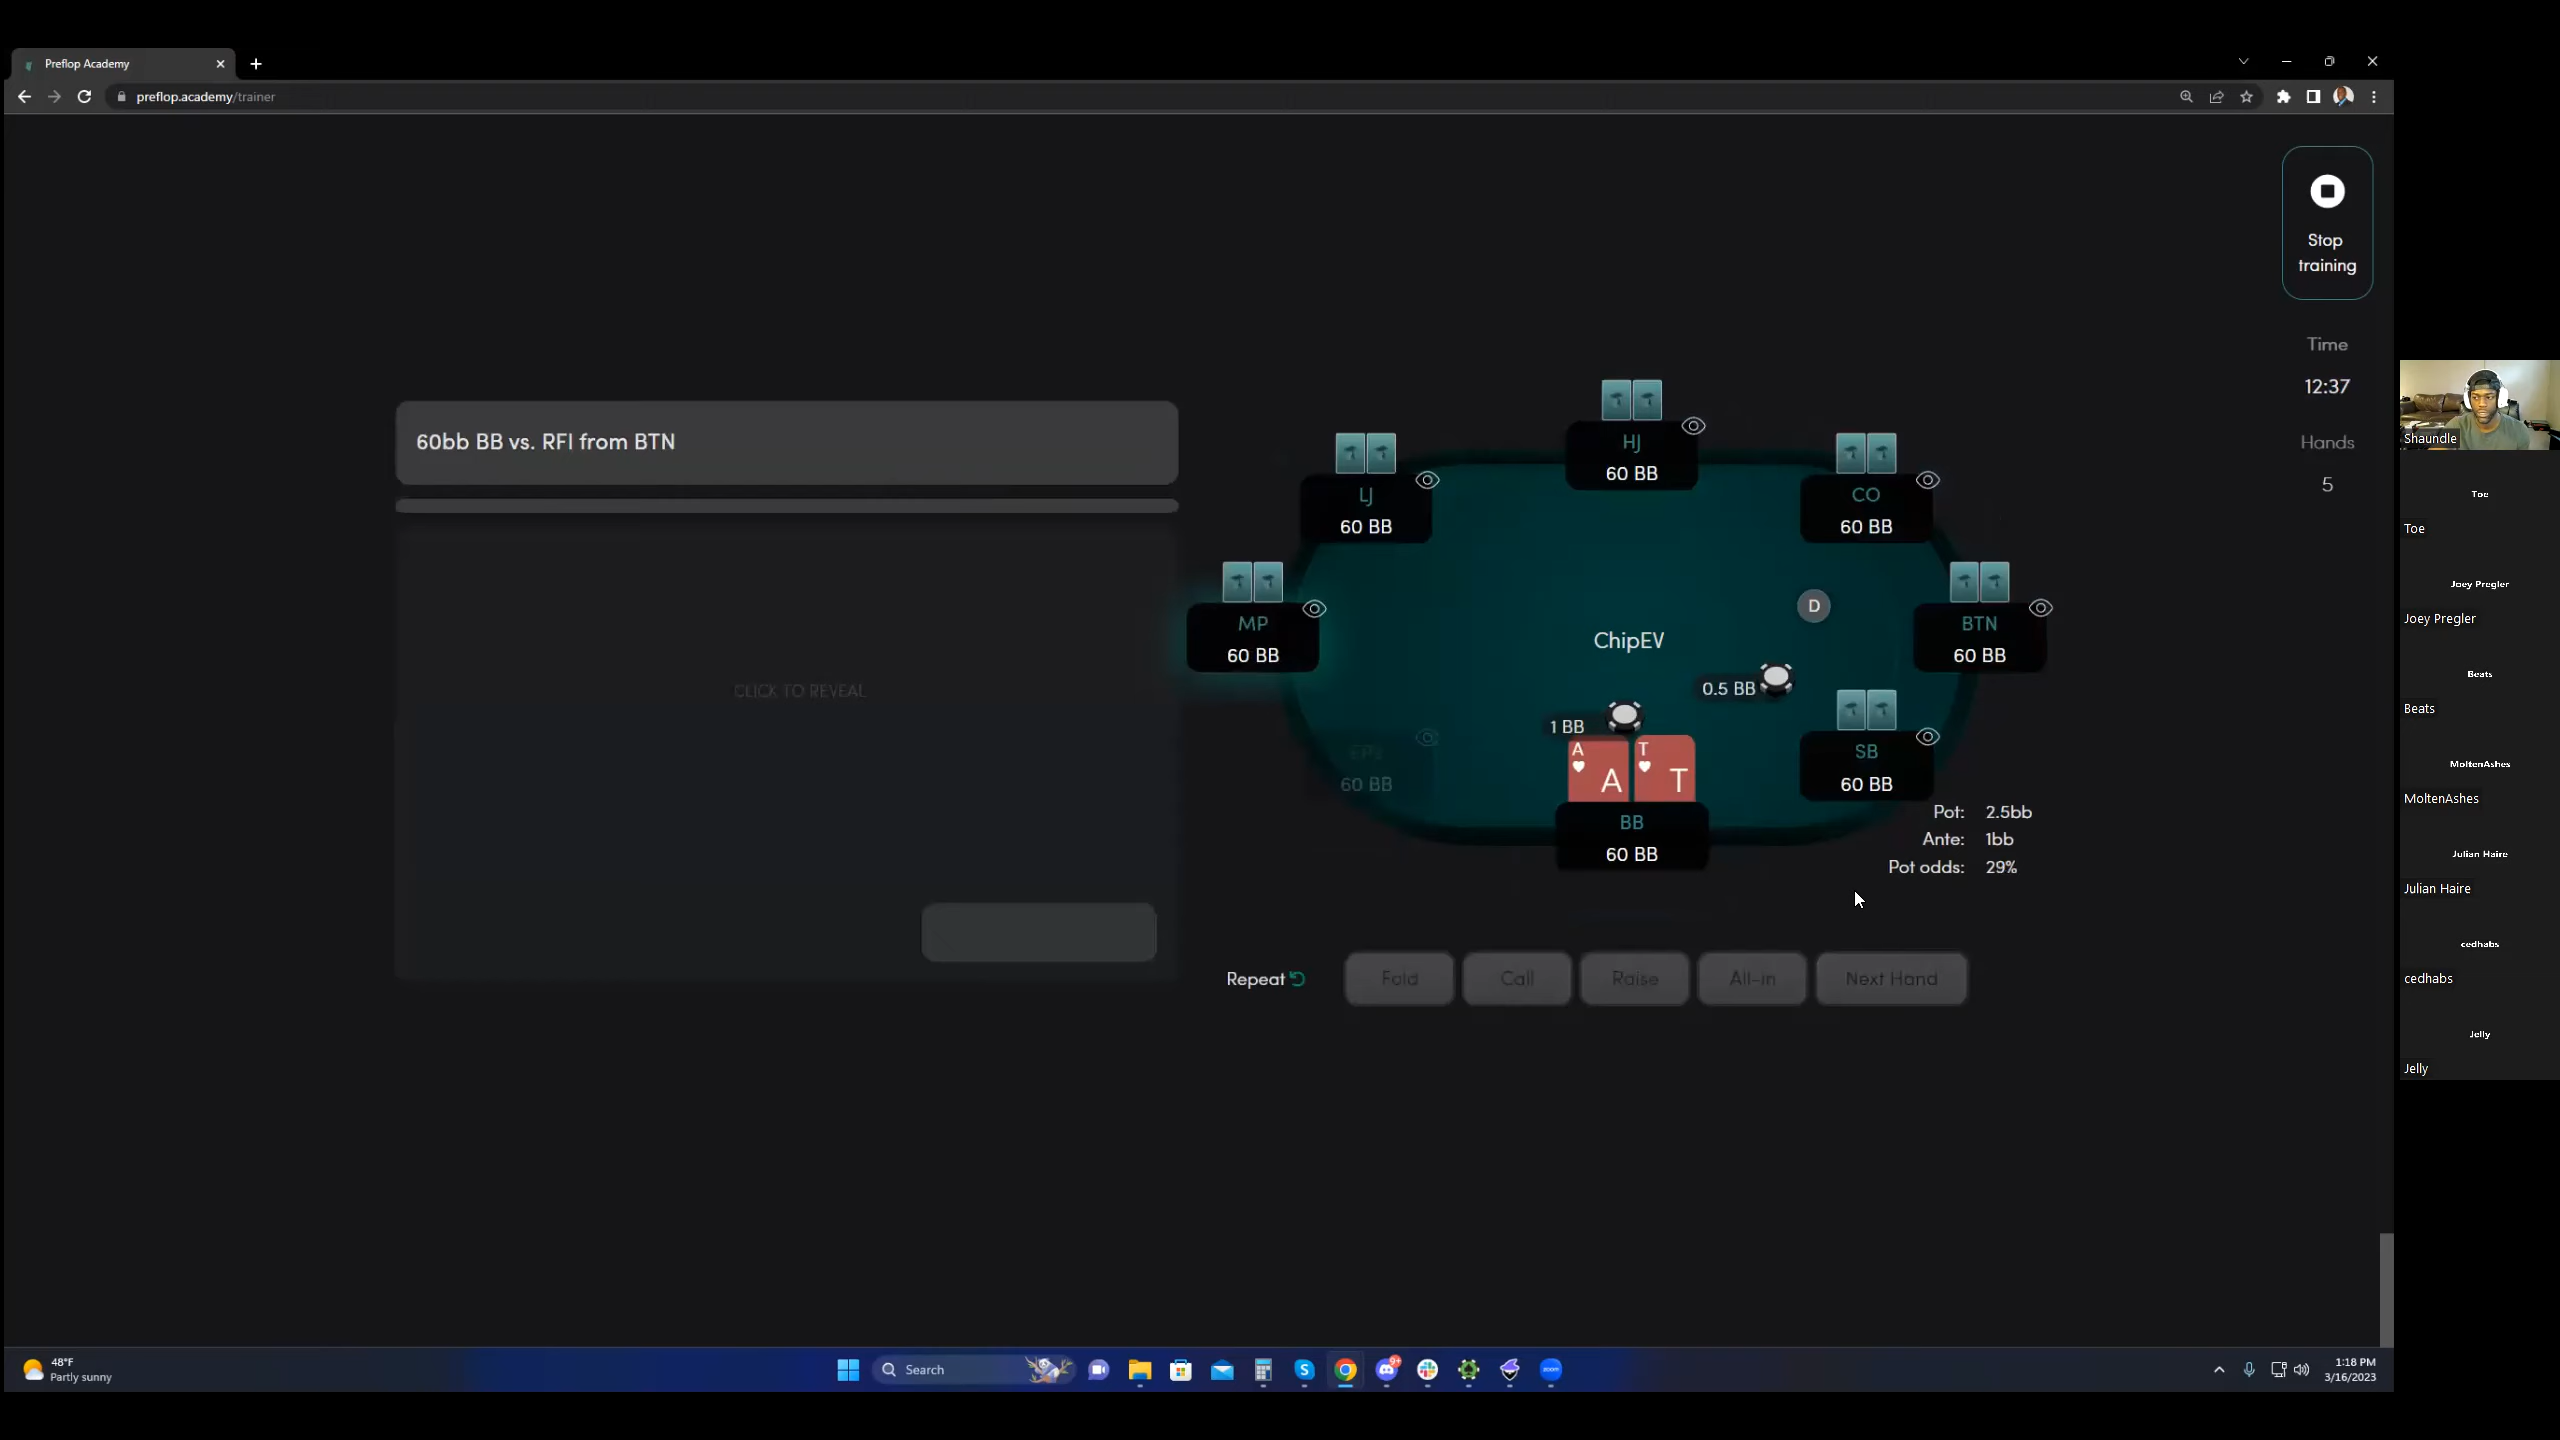 Preflop Academy
preflop.academy/trainer
Stop
training
Time
12:37
Hands
5
60bb BB vs. RFI from BTN
CLICK TO REVEAL
HJ
60 BB
LJ
60 BB
CO
60 BB
MP
60 BB
BTN
60 BB
D
ChipEV
0.5 BB
1 BB
A
A
T
T
60 BB
SB
60 BB
BB
60 BB
Pot: 2.5bb
Ante: 1bb
Pot odds: 29%
Repeat
Fold
Call
Raise
All-in
Next Hand
Shaundle
Toe
Toe
Joey Pregler
Joey Pregler
Beats
Beats
MoltenAshes
MoltenAshes
Julian Haire
Julian Haire
cedhabs
cedhabs
Jelly
Jelly
48°F
Partly sunny
Search
1:18 PM
3/16/2023